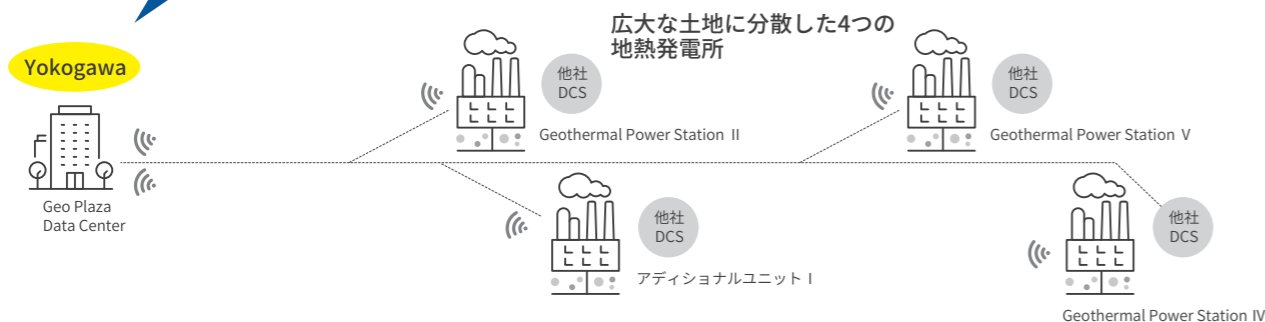 広大な土地に分散した4つの
地熱発電所
Yokogawa
他社
DCS
他社
DCS
Geothermal Power Station Ⅱ
Geothermal Power Station Ⅴ
Geo Plaza
Data Center
他社
DCS
他社
DCS
アディショナルユニットⅠ
Geothermal Power Station Ⅳ